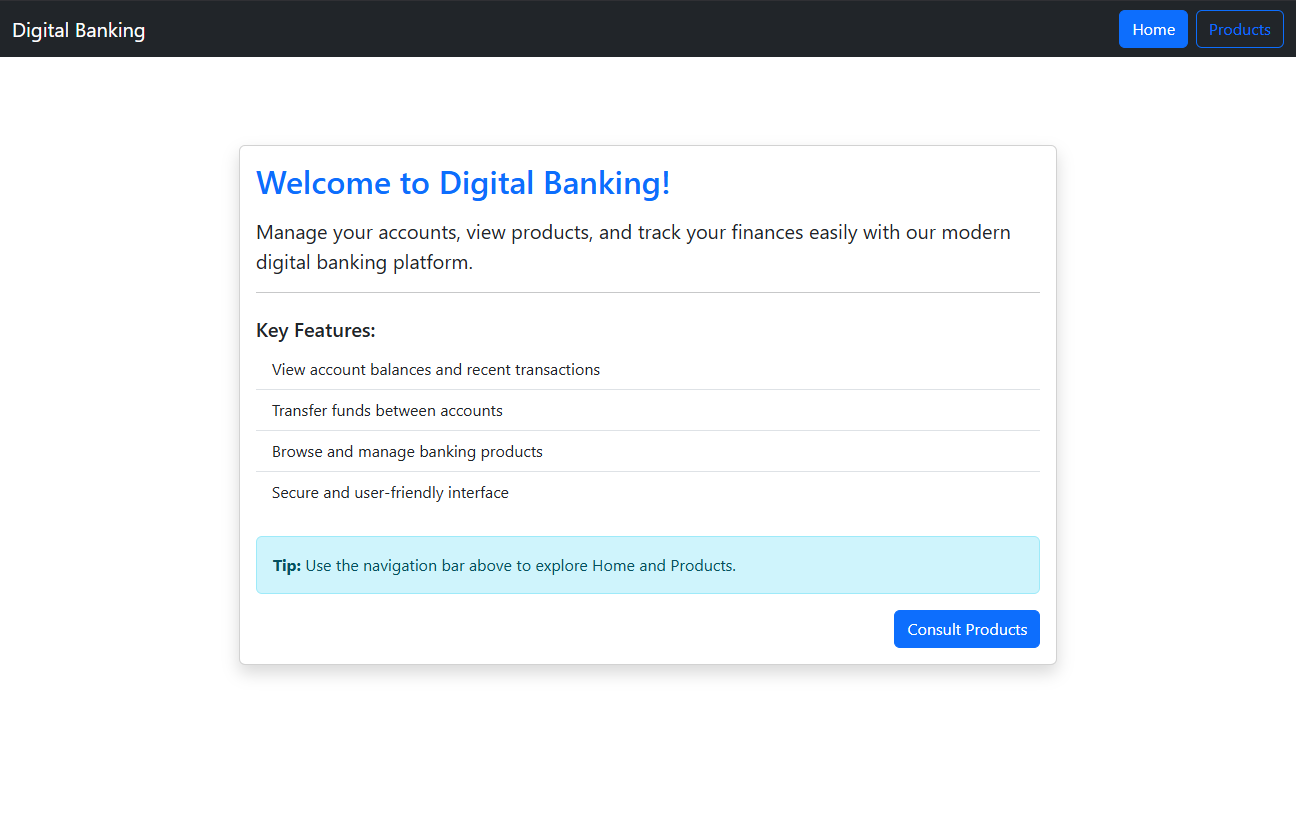 Digital Banking
Home
Products
Welcome to Digital Banking!
Manage your accounts, view products, and track your finances easily with our modern
digital banking platform.
Key Features:
View account balances and recent transactions
Transfer funds between accounts
Browse and manage banking products
Secure and user-friendly interface
Tip: Use the navigation bar above to explore Home and Products.
Consult Products